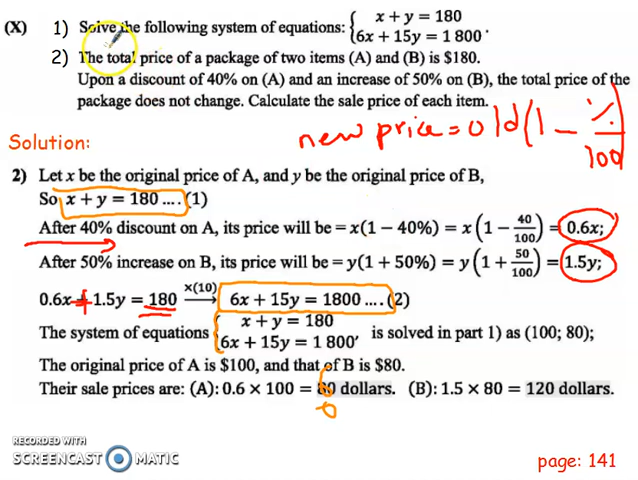 (X) 1) Solve the following system of equations: { x + y = 180
6x + 15y = 1 800 .
2) The total price of a package of two items (A) and (B) is $180.
Upon a discount of 40% on (A) and an increase of 50% on (B), the total price of the
package does not change. Calculate the sale price of each item.
new price = old (1 - %/100)
Solution:
2) Let x be the original price of A, and y be the original price of B,
So x + y = 180 .... (1)
After 40% discount on A, its price will be = x(1 − 40%) = x(1 − 40/100) = 0.6x;
After 50% increase on B, its price will be = y(1 + 50%) = y(1 + 50/100) = 1.5y;
0.6x + 1.5y = 180 ×(10)→ 6x + 15y = 1800 .... (2)
The system of equations { x + y = 180
6x + 15y = 1 800' is solved in part 1) as (100; 80);
The original price of A is $100, and that of B is $80.
Their sale prices are: (A): 0.6 × 100 = 60 dollars. (B): 1.5 × 80 = 120 dollars.
RECORDED WITH
SCREENCAST MATIC
page: 141